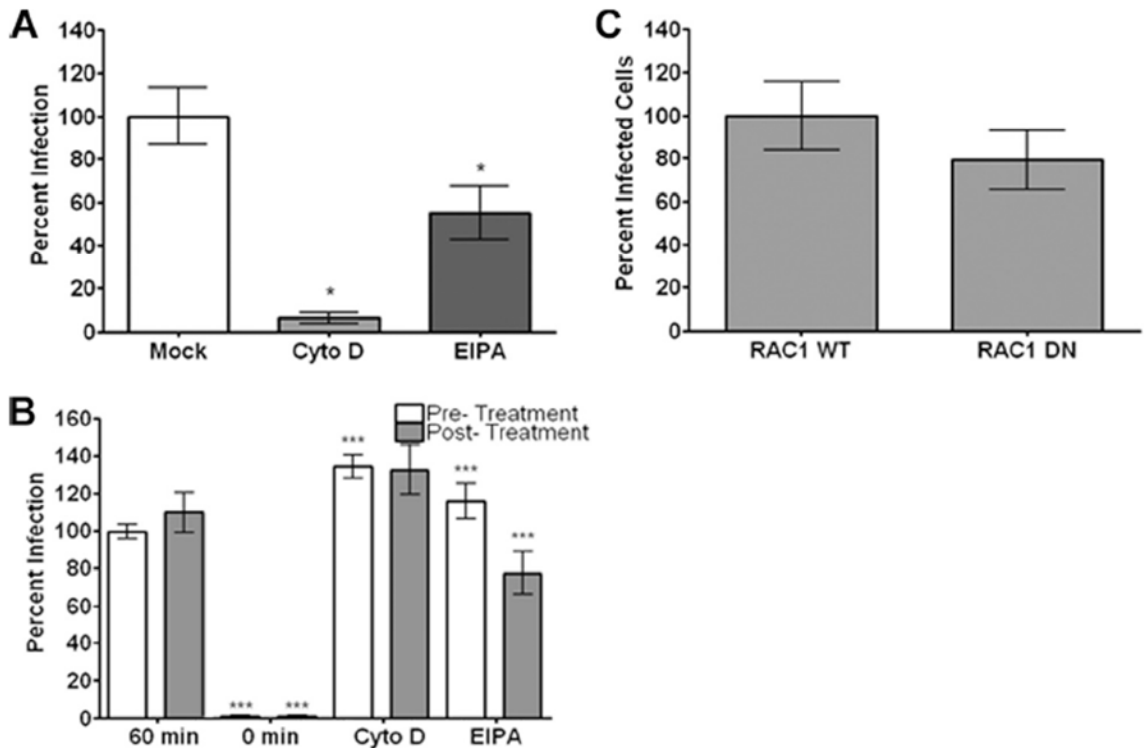 A
140
120
100
80
60
40
20
0
Percent Infection
*
*
Mock Cyto D EIPA
C
140
120
100
80
60
40
20
0
Percent Infected Cells
RAC1 WT RAC1 DN
B
160
140
120
100
80
60
40
20
0
Percent Infection
Pre- Treatment
Post- Treatment
*** *** *** *** ***
60 min 0 min Cyto D EIPA